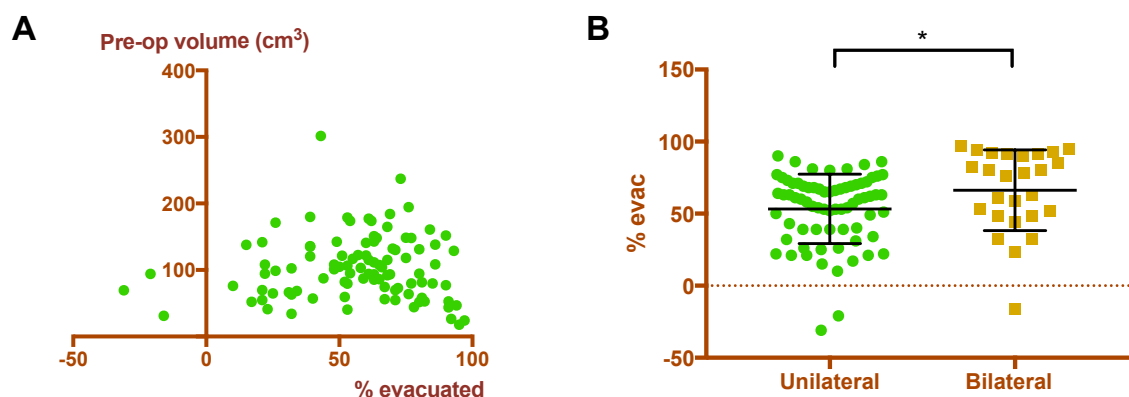 A
Pre-op volume (cm³)
400
300
200
100
-50
0
50
100
% evacuated
B
*
150
100
50
0
-50
% evac
Unilateral
Bilateral